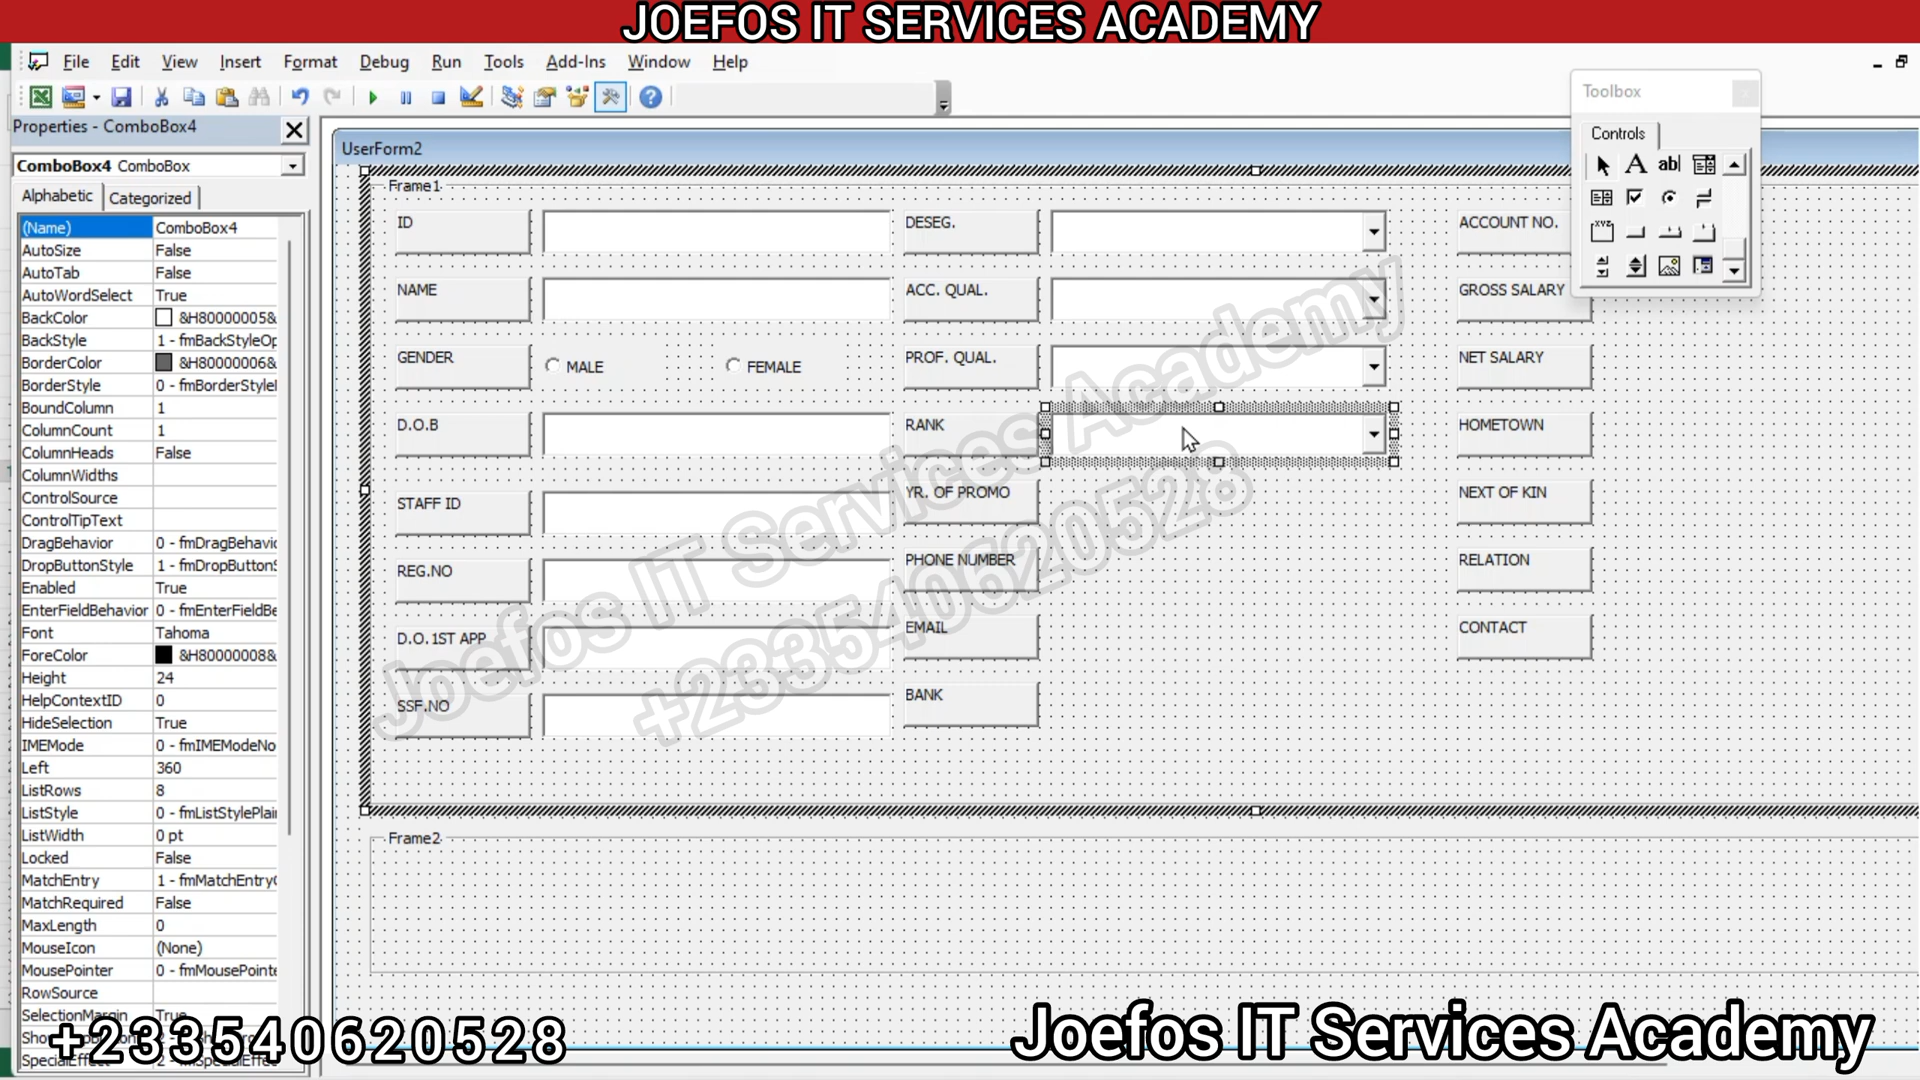 JOEFOS IT SERVICES ACADEMY
File Edit View Insert Format Debug Run Tools Add-Ins Window Help
Properties - ComboBox4
ComboBox4 ComboBox
Alphabetic Categorized
(Name) ComboBox4
AutoSize False
AutoTab False
AutoWordSelect True
BackColor &H80000005&
BackStyle 1 - fmBackStyleOp
BorderColor &H80000006&
BorderStyle 0 - fmBorderStyle
BoundColumn 1
ColumnCount 1
ColumnHeads False
ColumnWidths
ControlSource
ControlTipText
DragBehavior 0 - fmDragBehavio
DropButtonStyle 1 - fmDropButtonS
Enabled True
EnterFieldBehavior 0 - fmEnterFieldBe
Font Tahoma
ForeColor &H80000008&
Height 24
HelpContextID 0
HideSelection True
IMEMode 0 - fmIMEModeNo
Left 360
ListRows 8
ListStyle 0 - fmListStylePlai
ListWidth 0 pt
Locked False
MatchEntry 1 - fmMatchEntry
MatchRequired False
MaxLength 0
MouseIcon (None)
MousePointer 0 - fmMousePointe
RowSource
SelectionMargin True
UserForm2
Frame1
ID
NAME
GENDER MALE FEMALE
D.O.B
STAFF ID
REG.NO
D.O.1ST APP
SSF.NO
DESEG.
ACC. QUAL.
PROF. QUAL.
RANK
YR. OF PROMO
PHONE NUMBER
EMAIL
BANK
ACCOUNT NO.
GROSS SALARY
NET SALARY
HOMETOWN
NEXT OF KIN
RELATION
CONTACT
Frame2
Toolbox
Controls
A ab|
xyz
Joefos IT Services Academy
+233540620528
+233540620528
Joefos IT Services Academy